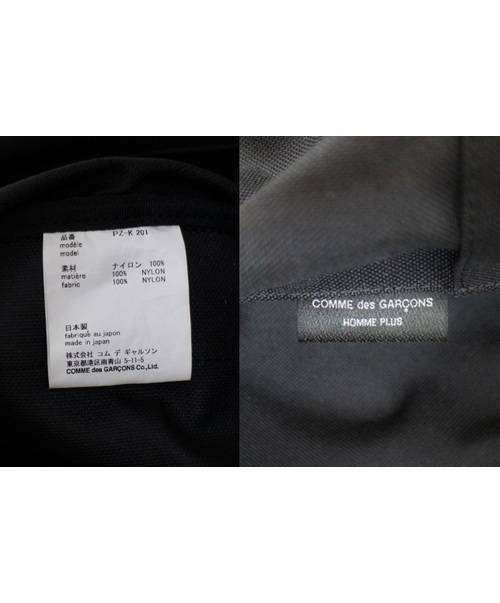 品番 PZ-K 201
modèle
model
素材 ナイロン 100%
matière 100% NYLON
fabric 100% NYLON
日本製
fabriqué au japon
made in japan
株式会社 コム デ ギャルソン
東京都港区南青山 5-11-5
COMME des GARÇONS Co., Ltd.
COMME des GARÇONS
HOMME PLUS